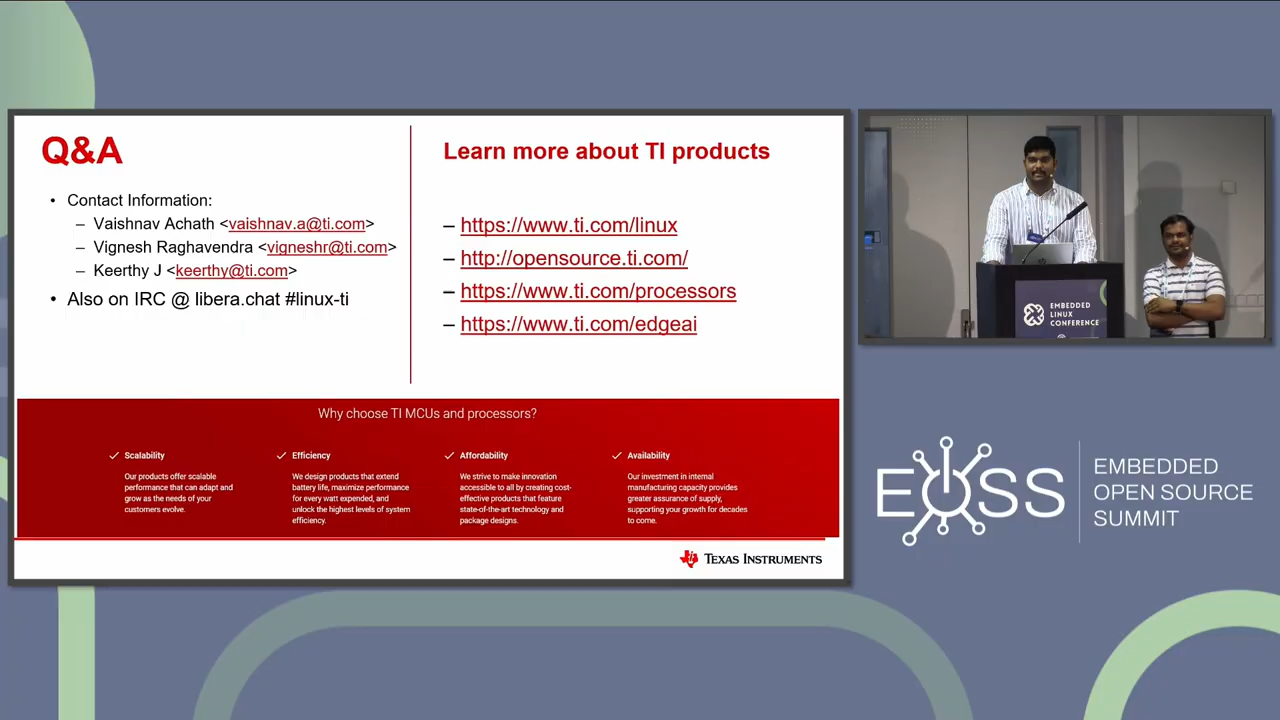 Q&A
• Contact Information:
– Vaishnav Achath <vaishnav.a@ti.com>
– Vignesh Raghavendra <vigneshr@ti.com>
– Keerthy J <keerthy@ti.com>
• Also on IRC @ libera.chat #linux-ti
Learn more about TI products
– https://www.ti.com/linux
– http://opensource.ti.com/
– https://www.ti.com/processors
– https://www.ti.com/edgeai
Why choose TI MCUs and processors?
Scalability
Our products offer scalable
performance that can adapt and
grow as the needs of your
customers evolve.
Efficiency
We design products that extend
battery life, maximize performance
for every watt expended, and
unlock the highest levels of system
efficiency.
Affordability
We strive to make innovation
accessible to all by creating cost-
effective products that feature
state-of-the-art technology and
package designs.
Availability
Our investment in internal
manufacturing capacity provides
greater assurance of supply,
supporting your growth for decades
to come.
TEXAS INSTRUMENTS
EMBEDDED
LINUX
CONFERENCE
EOSS
EMBEDDED
OPEN SOURCE
SUMMIT